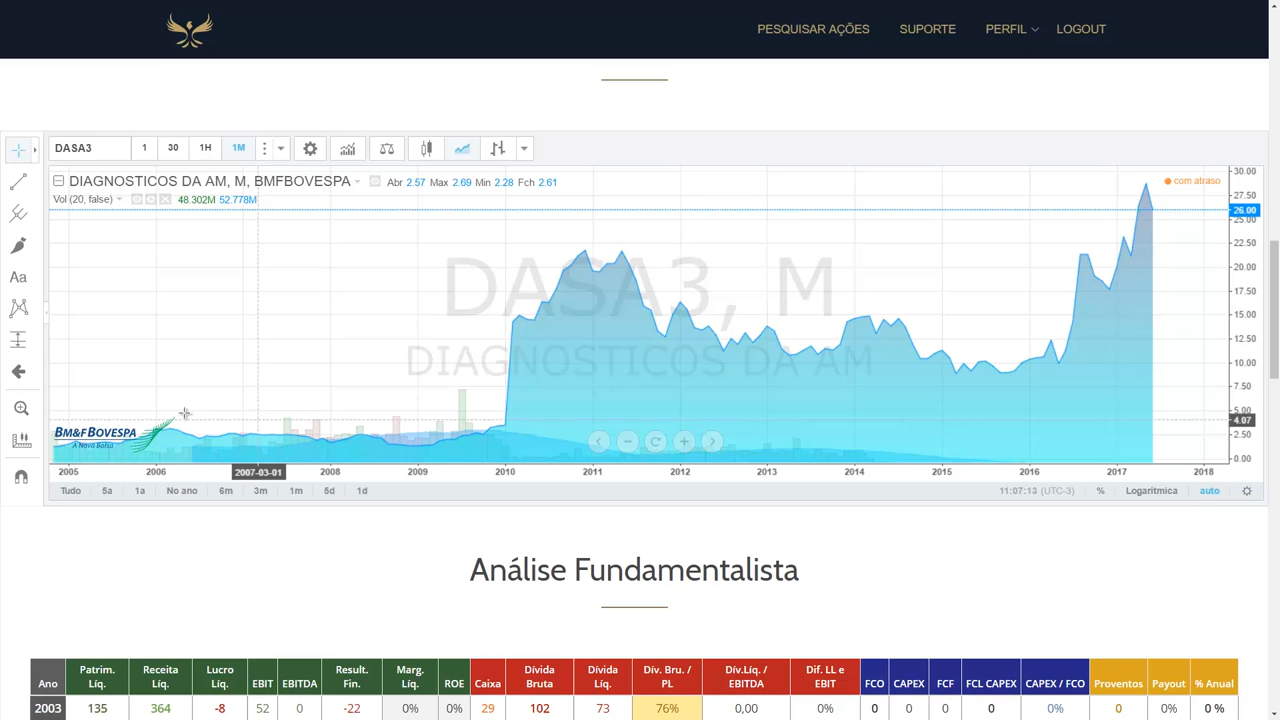 PESQUISAR AÇÕES SUPORTE PERFIL LOGOUT
DASA3 1 30 1H 1M
DIAGNOSTICOS DA AM, M, BMFBOVESPA Abr 2.57 Max 2.69 Min 2.28 Fch 2.61
com atraso
Vol (20, false) 48.302M 52.778M
DASA3, M
DIAGNOSTICOS DA AM
30.00
27.50
26.00
25.00
22.50
20.00
17.50
15.00
12.50
10.00
7.50
5.00
4.07
2.50
0.00
BM&FBOVESPA
A Nova Bolsa
2005 2006 2007-03-01 2008 2009 2010 2011 2012 2013 2014 2015 2016 2017 2018
Tudo 5a 1a No ano 6m 3m 1m 5d 1d 11:07:13 (UTC-3) % Logarítmica auto
Análise Fundamentalista
Ano Patrim. Líq. Receita Líq. Lucro Líq. EBIT EBITDA Result. Fin. Marg. Líq. ROE Caixa Dívida Bruta Dívida Líq. Dív. Bru. / PL Dív.Líq. / EBITDA Dif. LL e EBIT FCO CAPEX FCF FCL CAPEX CAPEX / FCO Proventos Payout % Anual
2003 135 364 -8 52 0 -22 0% 0% 29 102 73 76% 0,00 0% 0 0 0 0 0% 0 0% 0 %